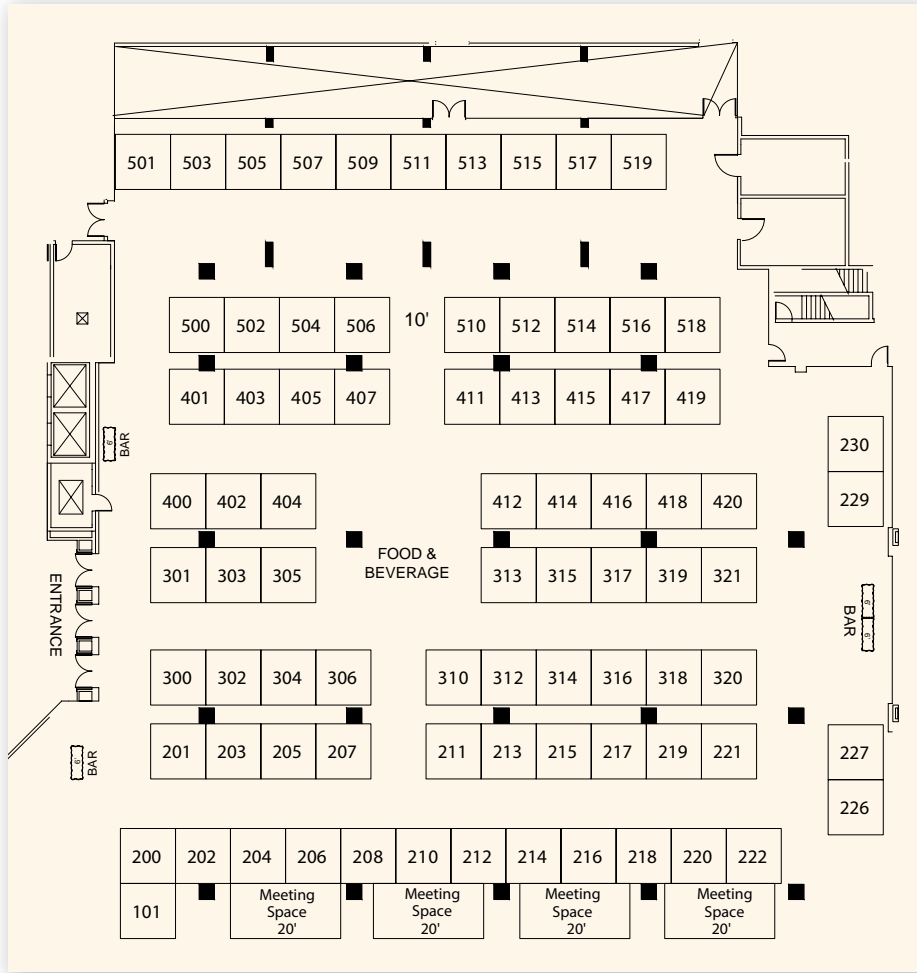 501 503 505 507 509 511 513 515 517 519
500 502 504 506 10' 510 512 514 516 518
401 403 405 407 411 413 415 417 419
6' BAR
230
400 402 404 412 414 416 418 420 229
FOOD &
BEVERAGE
301 303 305 313 315 317 319 321
ENTRANCE
BAR 6' 6'
300 302 304 306 310 312 314 316 318 320
201 203 205 207 211 213 215 217 219 221 227
6' BAR
226
200 202 204 206 208 210 212 214 216 218 220 222
101
Meeting
Space
20'
Meeting
Space
20'
Meeting
Space
20'
Meeting
Space
20'